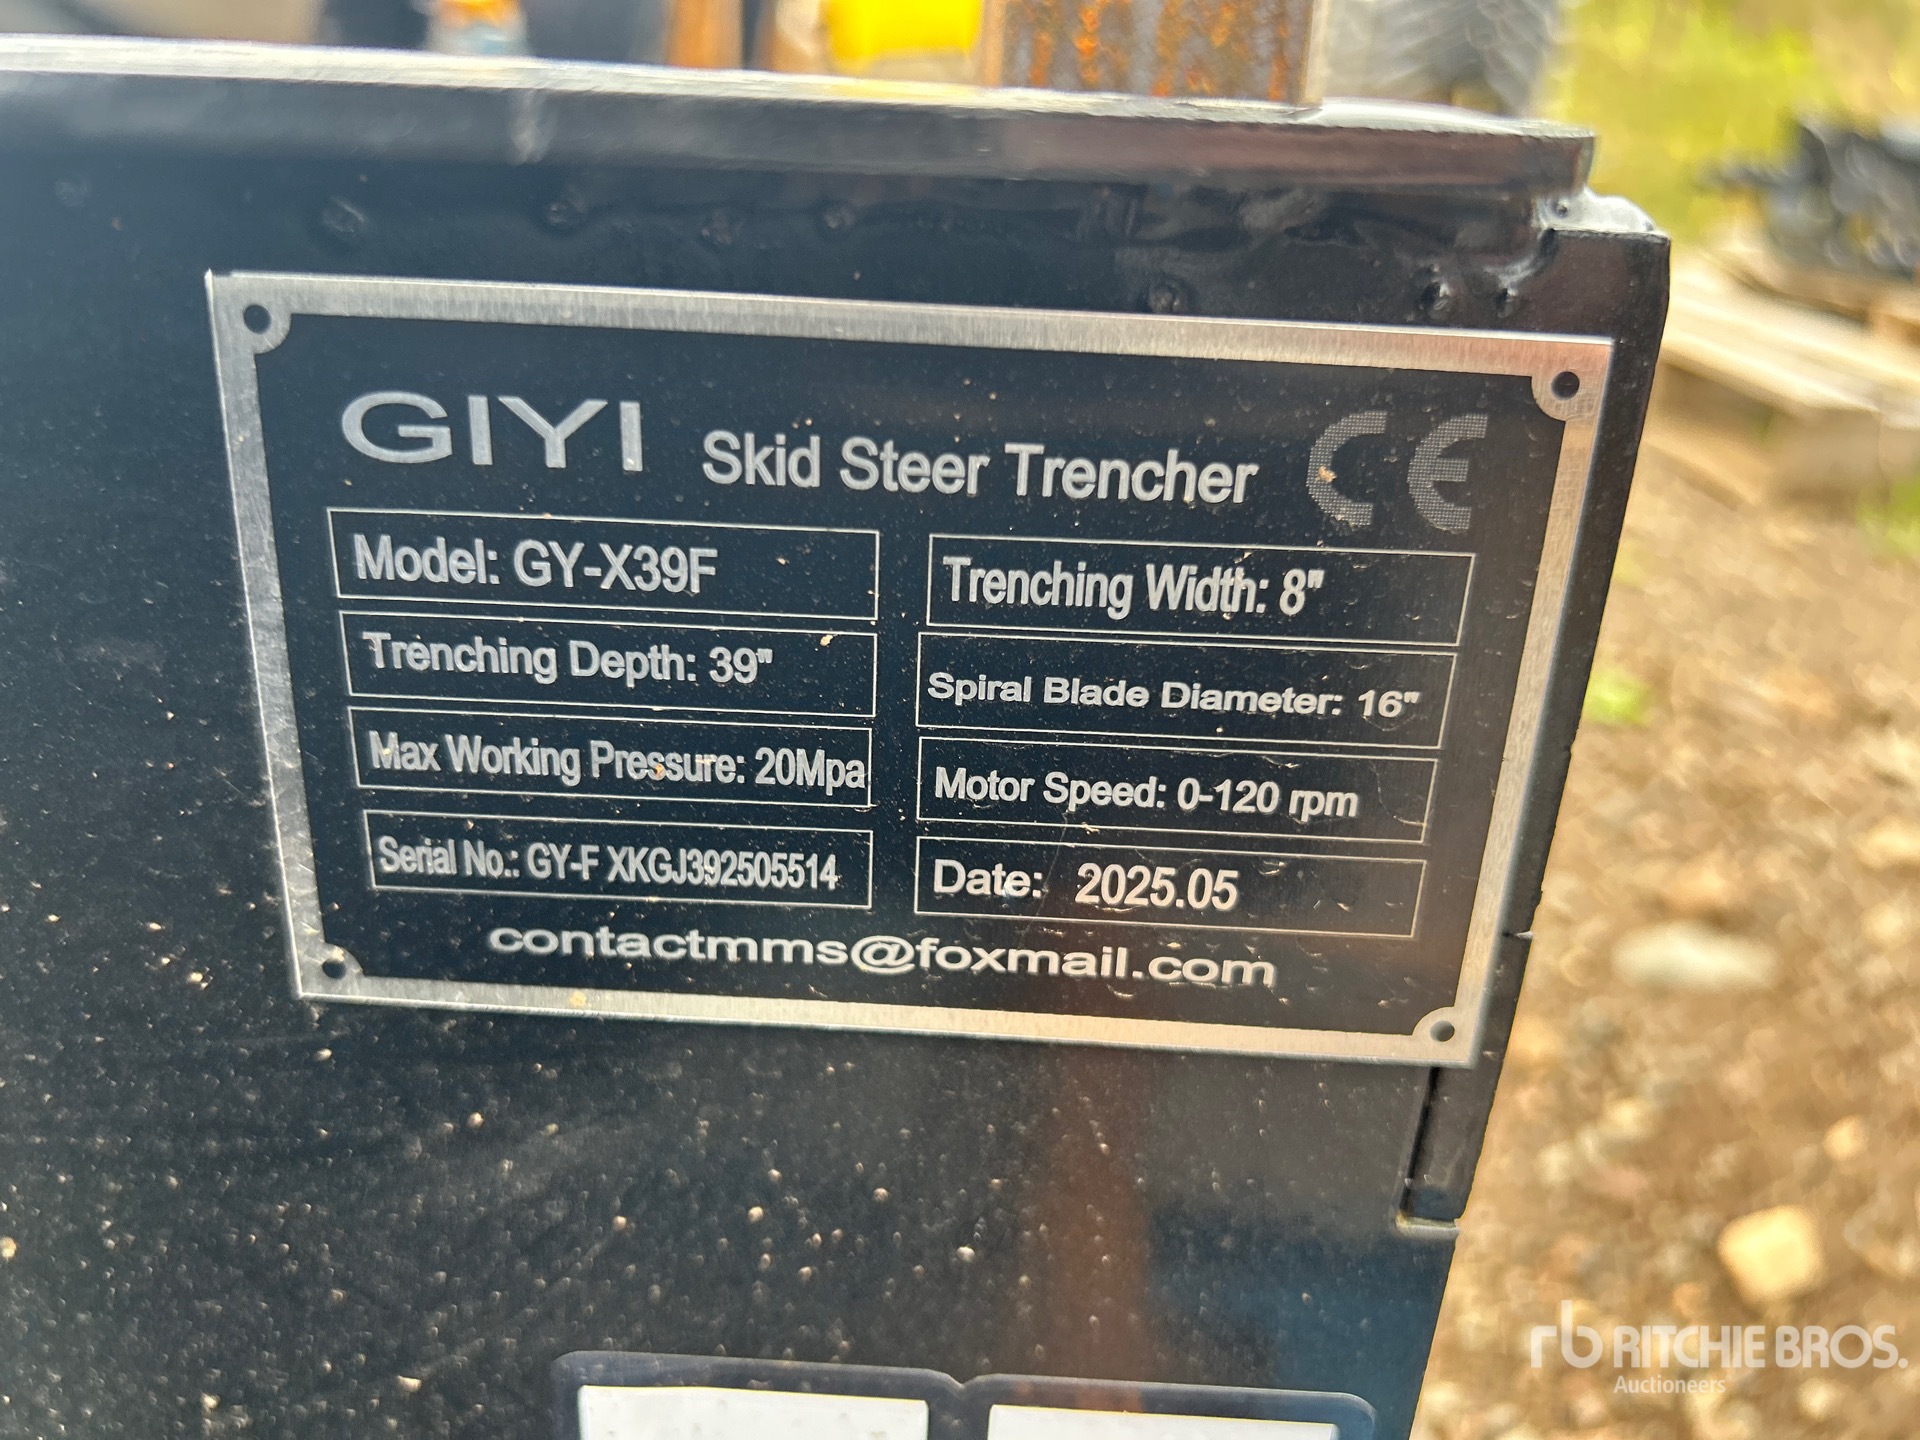 GIYI Skid Steer Trencher CE
Model: GY-X39F
Trenching Width: 8"
Trenching Depth: 39"
Spiral Blade Diameter: 16"
Max Working Pressure: 20Mpa
Motor Speed: 0-120 rpm
Serial No.: GY-F XKGJ392505514
Date: 2025.05
contactmms@foxmail.com
rb RITCHIE BROS.
Auctioneers